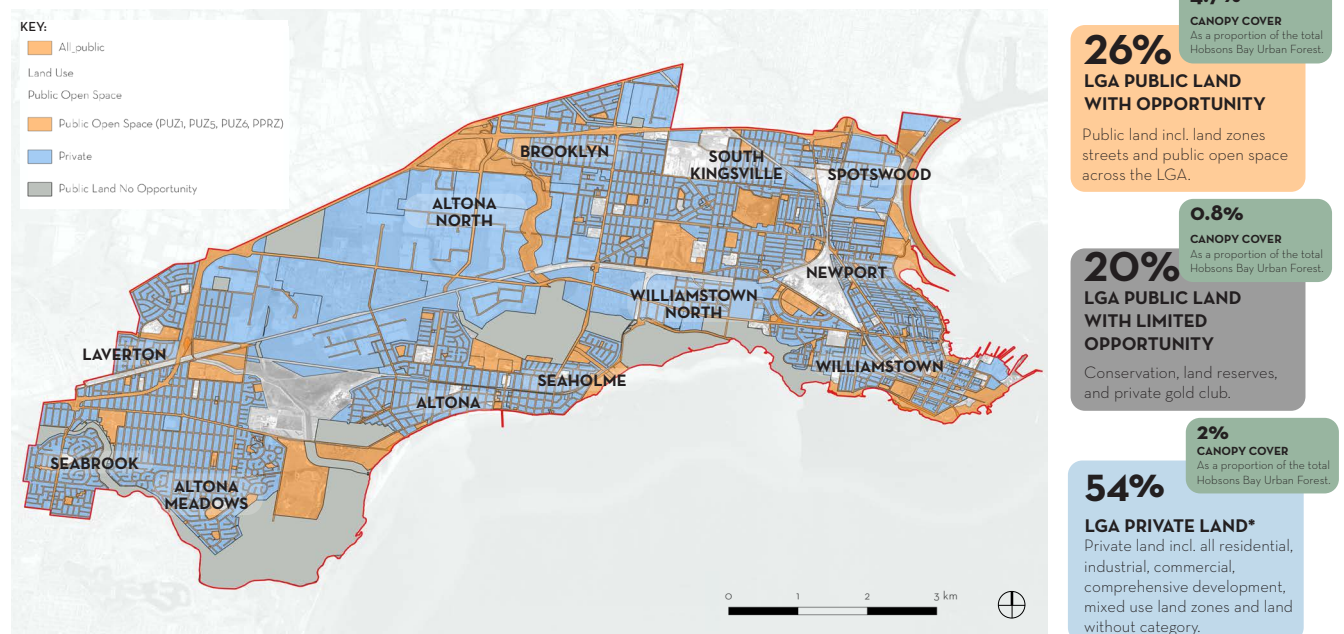 KEY:
All_public
Land Use
Public Open Space
Public Open Space (PUZ1, PUZ5, PUZ6, PPRZ)
Private
Public Land No Opportunity
BROOKLYN
SOUTH
KINGSVILLE
SPOTSWOOD
ALTONA
NORTH
NEWPORT
WILLIAMSTOWN
NORTH
LAVERTON
WILLIAMSTOWN
SEAHOLME
ALTONA
SEABROOK
ALTONA
MEADOWS
0 1 2 3 km
CANOPY COVER
As a proportion of the total
Hobsons Bay Urban Forest.
26%
LGA PUBLIC LAND
WITH OPPORTUNITY
Public land incl. land zones
streets and public open space
across the LGA.
0.8%
CANOPY COVER
As a proportion of the total
Hobsons Bay Urban Forest.
20%
LGA PUBLIC LAND
WITH LIMITED
OPPORTUNITY
Conservation, land reserves,
and private gold club.
2%
CANOPY COVER
As a proportion of the total
Hobsons Bay Urban Forest.
54%
LGA PRIVATE LAND*
Private land incl. all residential,
industrial, commercial,
comprehensive development,
mixed use land zones and land
without category.